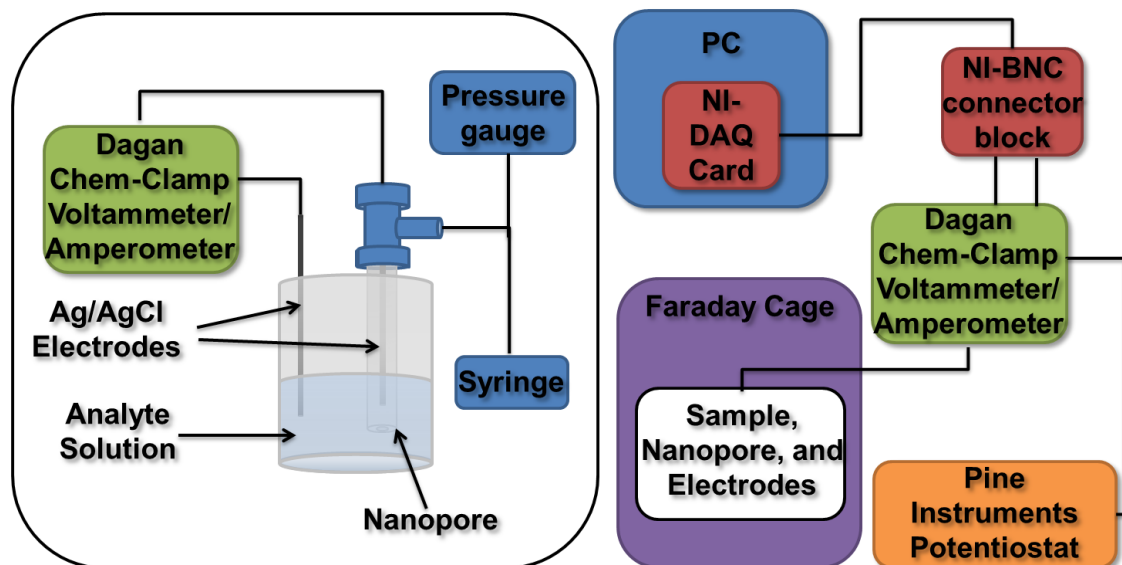 Pressure
gauge
Dagan
Chem-Clamp
Voltammeter/
Amperometer
Ag/AgCl
Electrodes
Syringe
Analyte
Solution
Nanopore
PC
NI-
DAQ
Card
NI-BNC
connector
block
Dagan
Chem-Clamp
Voltammeter/
Amperometer
Faraday Cage
Sample,
Nanopore, and
Electrodes
Pine
Instruments
Potentiostat